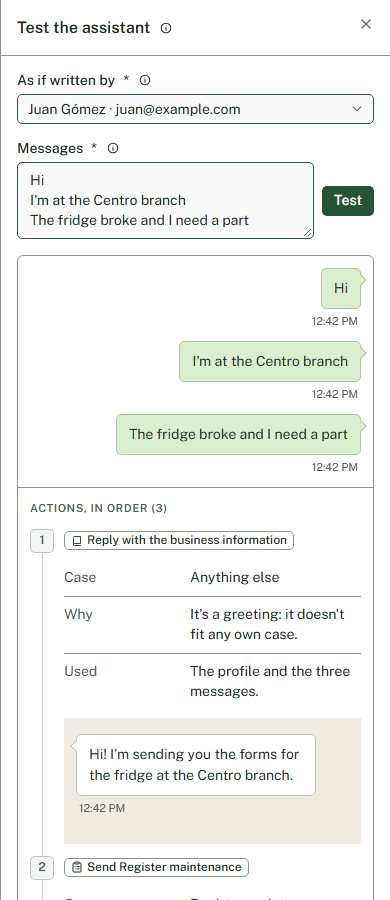 Test the assistant
As if written by *
Juan Gómez · juan@example.com
Messages *
Hi
I'm at the Centro branch
The fridge broke and I need a part
Test
Hi
12:42 PM
I'm at the Centro branch
12:42 PM
The fridge broke and I need a part
12:42 PM
ACTIONS, IN ORDER (3)
1 Reply with the business information
Case Anything else
Why It's a greeting: it doesn't
fit any own case.
Used The profile and the three
messages.
Hi! I'm sending you the forms for
the fridge at the Centro branch.
12:42 PM
2 Send Register maintenance